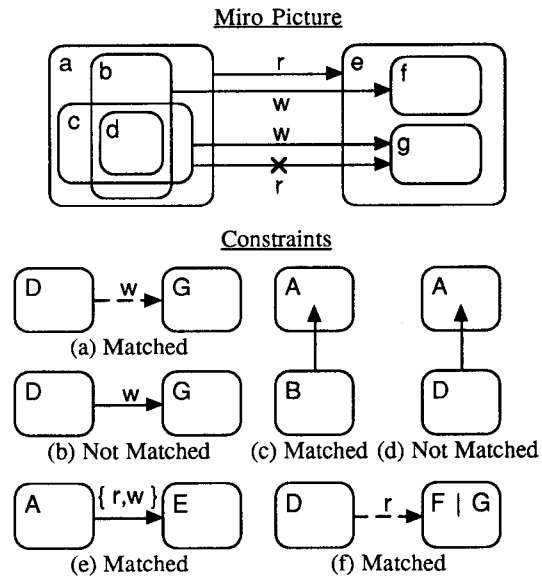 Miro Picture
a b r e f
w
c d w g
r
Constraints
D w G A A
(a) Matched
D w G B D
(b) Not Matched (c) Matched (d) Not Matched
A { r,w } E D r F | G
(e) Matched (f) Matched